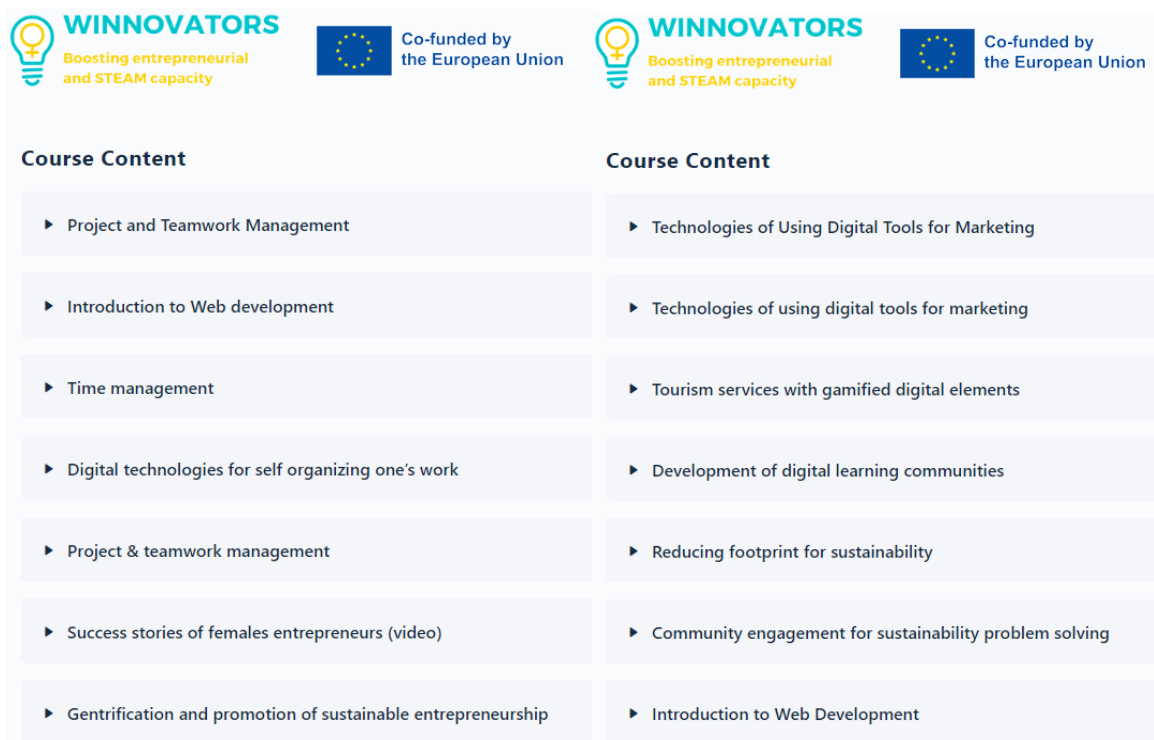 WINNOVATORS
Boosting entrepreneurial
and STEAM capacity
Co-funded by
the European Union
Course Content
Project and Teamwork Management
Introduction to Web development
Time management
Digital technologies for self organizing one's work
Project & teamwork management
Success stories of females entrepreneurs (video)
Gentrification and promotion of sustainable entrepreneurship
WINNOVATORS
Boosting entrepreneurial
and STEAM capacity
Co-funded by
the European Union
Course Content
Technologies of Using Digital Tools for Marketing
Technologies of using digital tools for marketing
Tourism services with gamified digital elements
Development of digital learning communities
Reducing footprint for sustainability
Community engagement for sustainability problem solving
Introduction to Web Development